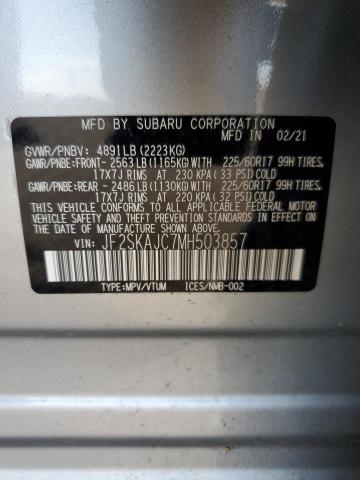 MFD. BY SUBARU CORPORATION
GVWR/PNBV: 4891LB(2223KG) 02/21
GAWR/PNBE:FRONT- 2563LB(1165KG)WITH 225/60R17 99H TIRES,
17X7J RIMS AT 230 KPA(33 PSI)COLD
GAWR/PNBE:REAR - 2486LB(1130KG)WITH 225/60R17 99H TIRES,
17X7J RIMS AT 220 KPA(32 PSI)COLD
THIS VEHICLE CONFORMS TO ALL APPLICABLE FEDERAL MOTOR VEHICLE SAFETY, BUMPER, AND THEFT PREVENTION STANDARDS IN EFFECT ON THE DATE OF MANUFACTURE SHOWN ABOVE.
VIN: JF2SKAJC7MH503857
TYPE:MPV/VTUM ICES/NMB-002